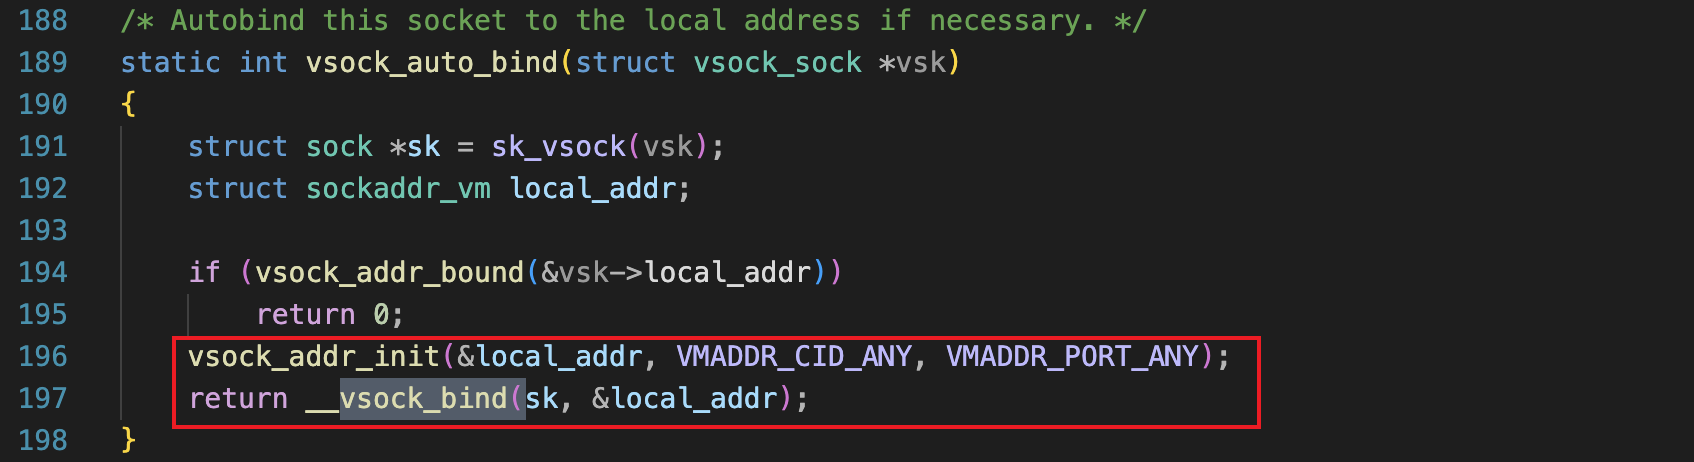 188 /* Autobind this socket to the local address if necessary. */
189 static int vsock_auto_bind(struct vsock_sock *vsk)
190 {
191 struct sock *sk = sk_vsock(vsk);
192 struct sockaddr_vm local_addr;
193
194 if (vsock_addr_bound(&vsk->local_addr))
195 return 0;
196 vsock_addr_init(&local_addr, VMADDR_CID_ANY, VMADDR_PORT_ANY);
197 return __vsock_bind(sk, &local_addr);
198 }